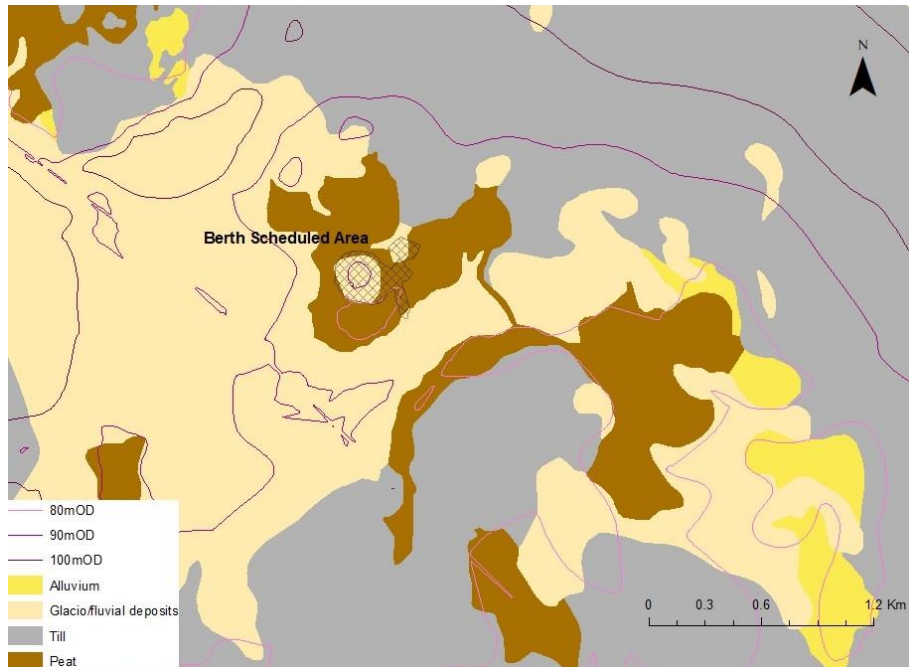 N
Berth Scheduled Area
80mOD
90mOD
100mOD
Alluvium
Glacio/fluvial deposits
Till
Peat
0 0.3 0.6 1.2 Km